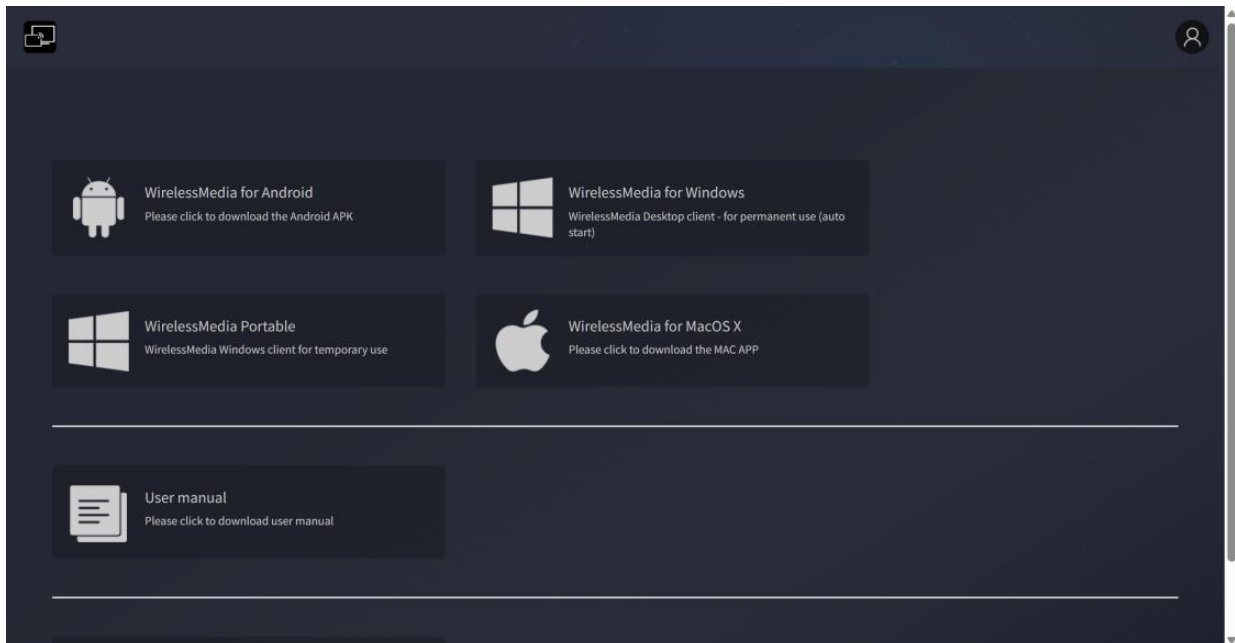 WirelessMedia for Android
Please click to download the Android APK
WirelessMedia for Windows
WirelessMedia Desktop client - for permanent use (auto
start)
WirelessMedia Portable
WirelessMedia Windows client for temporary use
WirelessMedia for MacOS X
Please click to download the MAC APP
User manual
Please click to download user manual